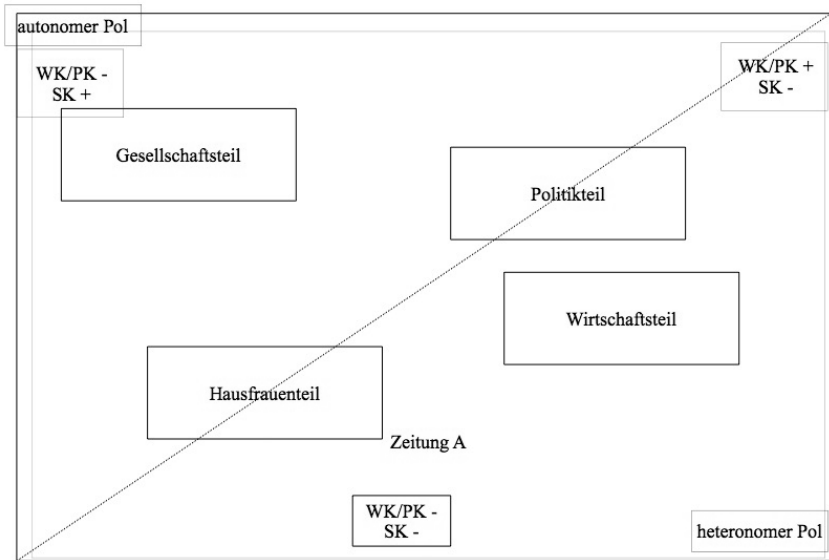 autonomer Pol
WK/PK -
SK +
WK/PK +
SK -
Gesellschaftsteil
Politikteil
Wirtschaftsteil
Hausfrauenteil
Zeitung A
WK/PK -
SK -
heteronomer Pol